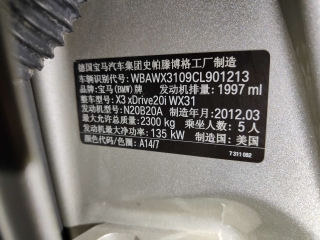 德国宝马汽车集团史帕滕博格工厂制造
车辆识别代号: WBAWX3109CL901213
品牌: 宝马(BMW)牌 发动机排量: 1997 ml
整车型号: X3 xDrive20i WX31
发动机型号: N20B20A 制造年月: 2012.03
最大允许总质量: 2300 kg 乘坐人数: 5 人
发动机最大净功率: 135 kW 制造国: 美国
颜色代码/色圈: A14/7
7 311 092